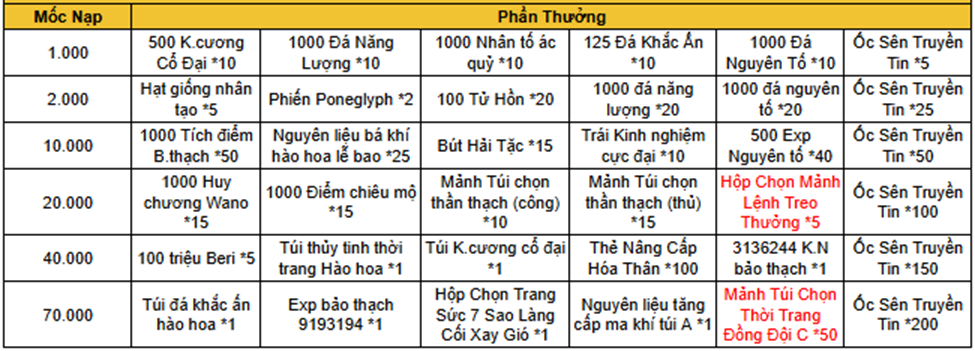 Mốc Nạp Phần Thưởng
1.000 500 K.cương Cổ Đại *10 1000 Đá Năng Lượng *10 1000 Nhân tố ác quỷ *10 125 Đá Khắc Ấn *10 1000 Đá Nguyên Tố *10 Ốc Sên Truyền Tin *5
2.000 Hạt giống nhân tạo *5 Phiến Poneglyph *2 100 Tử Hồn *20 1000 đá năng lượng *20 1000 đá nguyên tố *20 Ốc Sên Truyền Tin *25
10.000 1000 Tích điểm B.thạch *50 Nguyên liệu bá khí hào hoa lễ bao *25 Bút Hải Tặc *15 Trái Kinh nghiệm cực đại *10 500 Exp Nguyên tố *40 Ốc Sên Truyền Tin *50
20.000 1000 Huy chương Wano *15 1000 Điểm chiêu mộ *15 Mảnh Túi chọn thần thạch (công) *10 Mảnh Túi chọn thần thạch (thủ) *15 Hộp Chọn Mảnh Lệnh Treo Thưởng *5 Ốc Sên Truyền Tin *100
40.000 100 triệu Beri *5 Túi thủy tinh thời trang Hào hoa *1 Túi K.cương cổ đại *1 Thẻ Nâng Cấp Hóa Thân *100 3136244 K.N bảo thạch *1 Ốc Sên Truyền Tin *150
70.000 Túi đá khắc ấn hào hoa *1 Exp bảo thạch 9193194 *1 Hộp Chọn Trang Sức 7 Sao Làng Cối Xay Gió *1 Nguyên liệu tăng cấp ma khí túi A *1 Mảnh Túi Chọn Thời Trang Đồng Đội C *50 Ốc Sên Truyền Tin *200